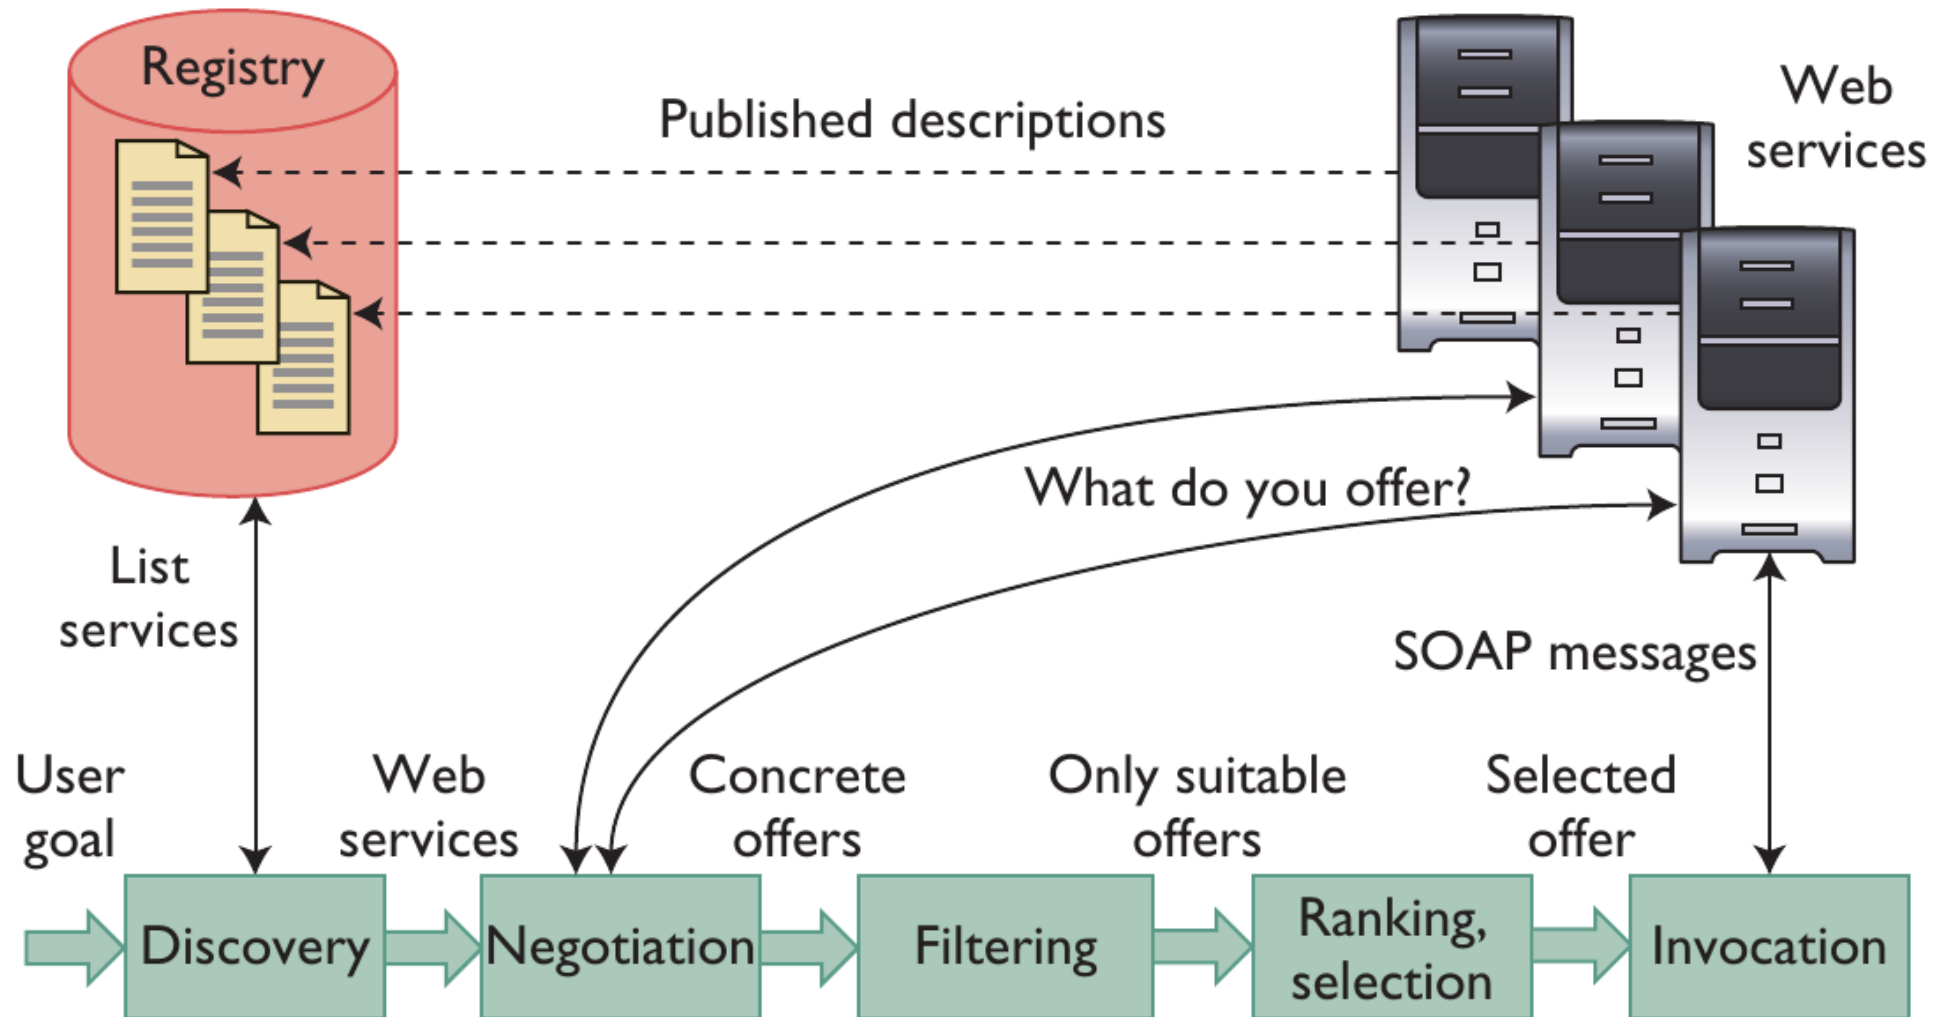 Registry
Published descriptions
Web
services
What do you offer?
List
services
SOAP messages
User
goal
Web
services
Concrete
offers
Only suitable
offers
Selected
offer
Discovery
Negotiation
Filtering
Ranking,
selection
Invocation